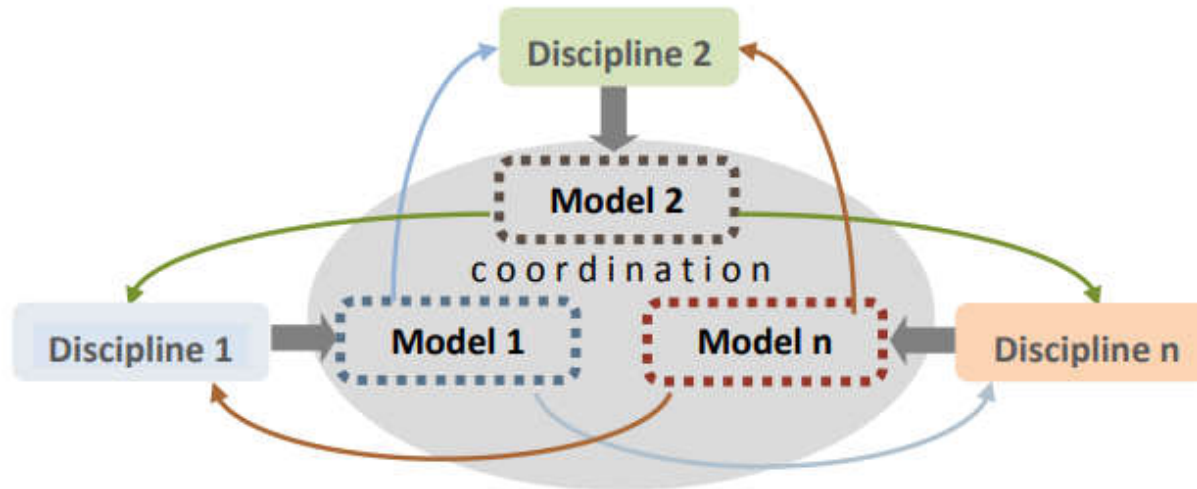 Discipline 2
Model 2
coordination
Discipline 1
Model 1
Model n
Discipline n